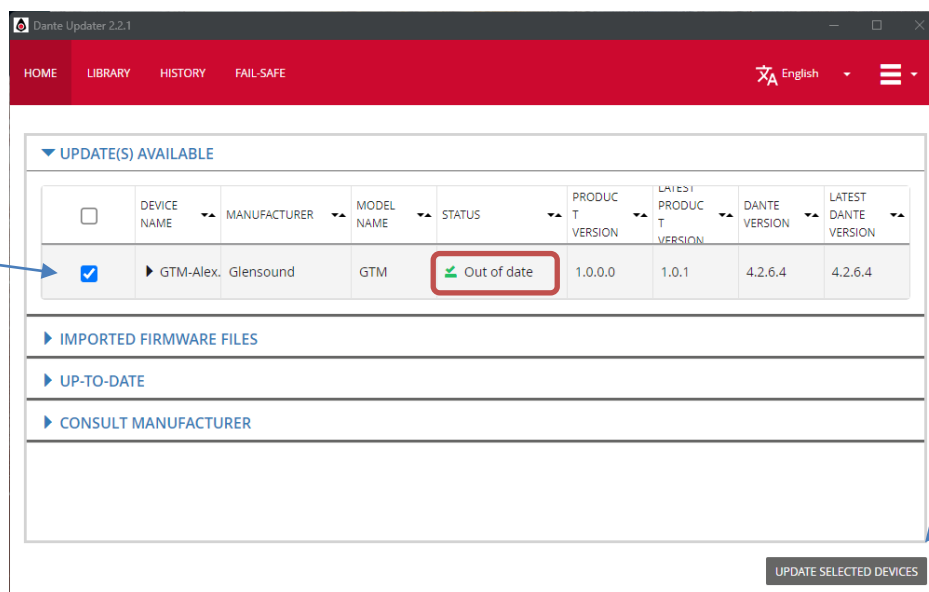 Dante Updater 2.2.1
HOME LIBRARY HISTORY FAIL-SAFE English
UPDATE(S) AVAILABLE
DEVICE NAME MANUFACTURER MODEL NAME STATUS PRODUC T VERSION LATEST PRODUC T VERSION DANTE VERSION LATEST DANTE VERSION
GTM-Alex. Glensound GTM Out of date 1.0.0.0 1.0.1 4.2.6.4 4.2.6.4
IMPORTED FIRMWARE FILES
UP-TO-DATE
CONSULT MANUFACTURER
UPDATE SELECTED DEVICES